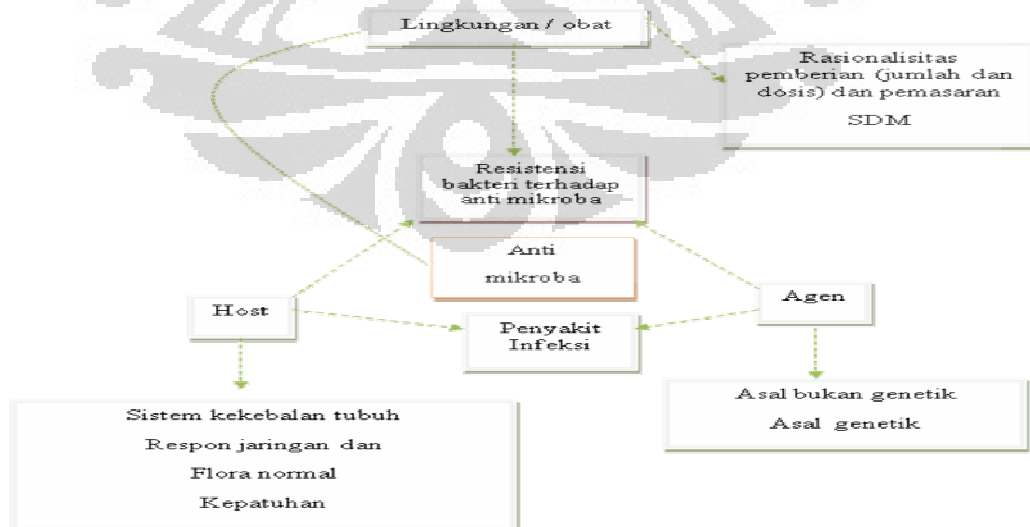 Lingkungan / obat
Rasionalisitas
pemberian (jumlah dan
dosis) dan pemasaran
SDM
Resistensi
bakteri terhadap
anti mikroba
Anti
mikroba
Host
Agen
Penyakit
Infeksi
Asal bukan genetik
Asal genetik
Sistem kekebalan tubuh
Respon jaringan dan
Flora normal
Kepatuhan